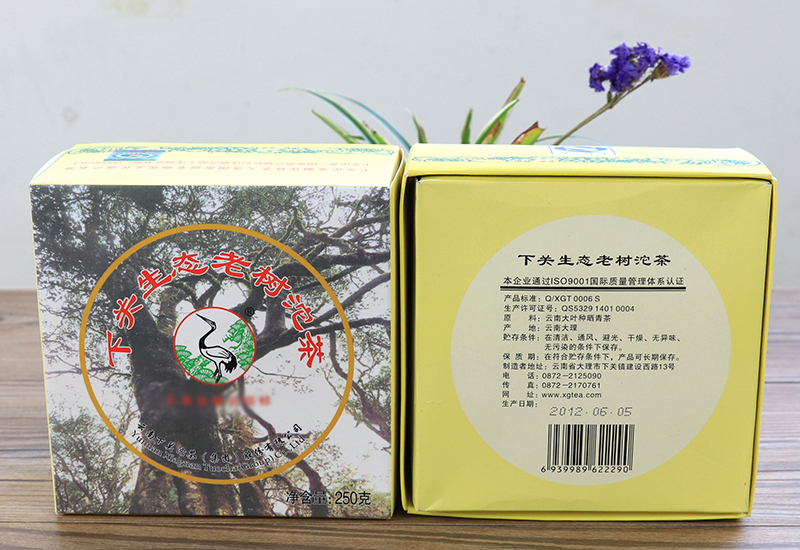 下关生态老树沱茶
®
云南下关沱茶（集团）股份有限公司
Yunnan Xiaguan Tuocha(Group)Co.,Ltd.
净含量:250克
下关生态老树沱茶
本企业通过ISO9001国际质量管理体系认证
产品标准：Q/XGT 0006 S
生产许可证号：QS5329 1401 0004
原　　料：云南大叶种晒青茶
产　　地：云南大理
贮存条件：在清洁、通风、避光、干燥、无异味、
无污染的条件下保存。
保 质 期：在符合贮存条件下，产品可长期保存。
制造者地址：云南省大理市下关镇建设西路13号
电　　话：0872-2125090
传　　真：0872-2170761
网　　址：www.xgtea.com
生产日期：
2012.06.05
6 939989 622290